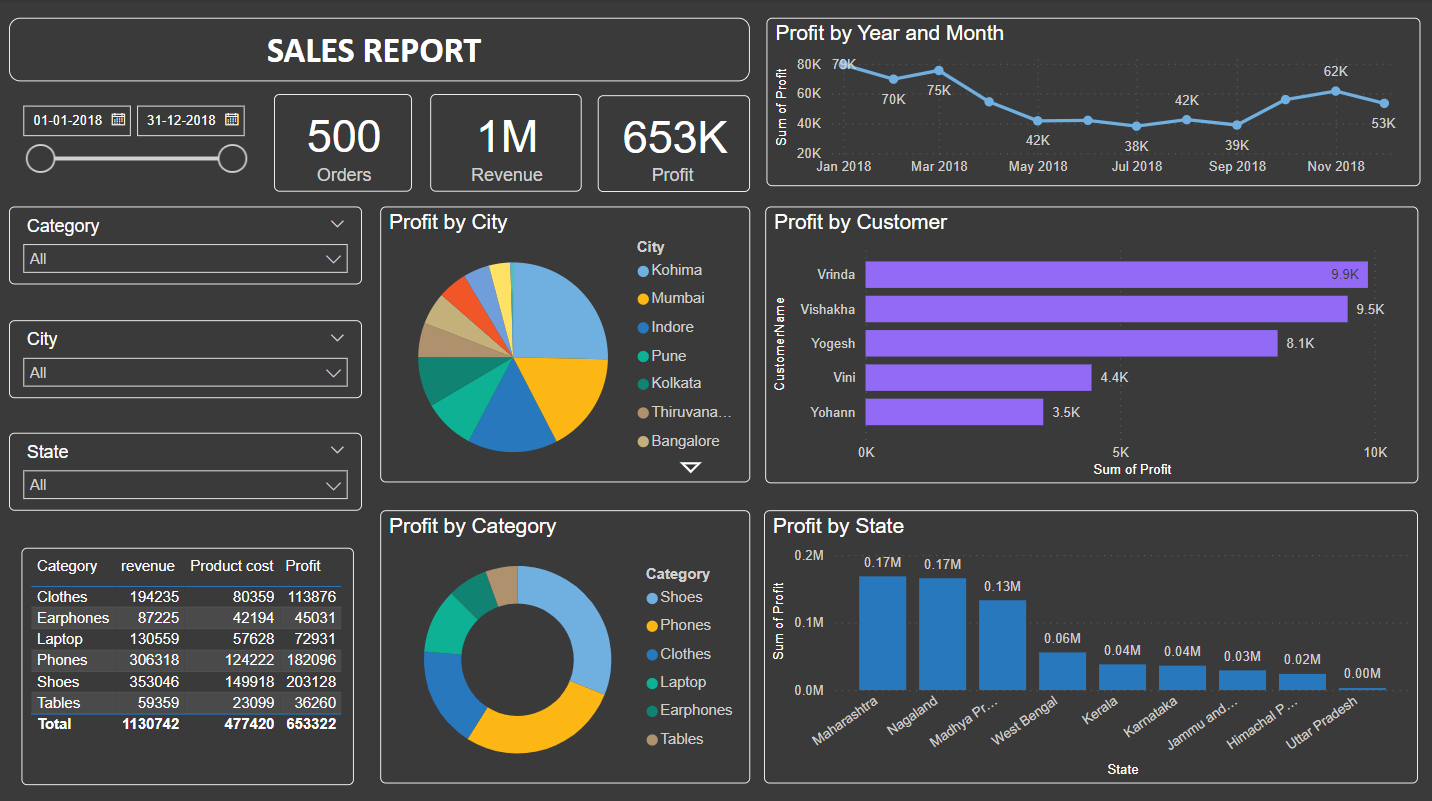 SALES REPORT
01-01-2018 31-12-2018
500
Orders
1M
Revenue
653K
Profit
Profit by Year and Month
Sum of Profit
80K
60K
40K
20K
79K
70K
75K
42K
38K
42K
39K
62K
53K
Jan 2018 Mar 2018 May 2018 Jul 2018 Sep 2018 Nov 2018
Category
All
City
All
State
All
Profit by City
City
Kohima
Mumbai
Indore
Pune
Kolkata
Thiruvana...
Bangalore
Profit by Customer
CustomerName
Vrinda 9.9K
Vishakha 9.5K
Yogesh 8.1K
Vini 4.4K
Yohann 3.5K
0K 5K 10K
Sum of Profit
Category revenue Product cost Profit
Clothes 194235 80359 113876
Earphones 87225 42194 45031
Laptop 130559 57628 72931
Phones 306318 124222 182096
Shoes 353046 149918 203128
Tables 59359 23099 36260
Total 1130742 477420 653322
Profit by Category
Category
Shoes
Phones
Clothes
Laptop
Earphones
Tables
Profit by State
Sum of Profit
0.2M
0.1M
0.0M
0.17M 0.17M 0.13M 0.06M 0.04M 0.04M 0.03M 0.02M 0.00M
Maharashtra Nagaland Madhya Pr... West Bengal Kerala Karnataka Jammu and... Himachal P... Uttar Pradesh
State